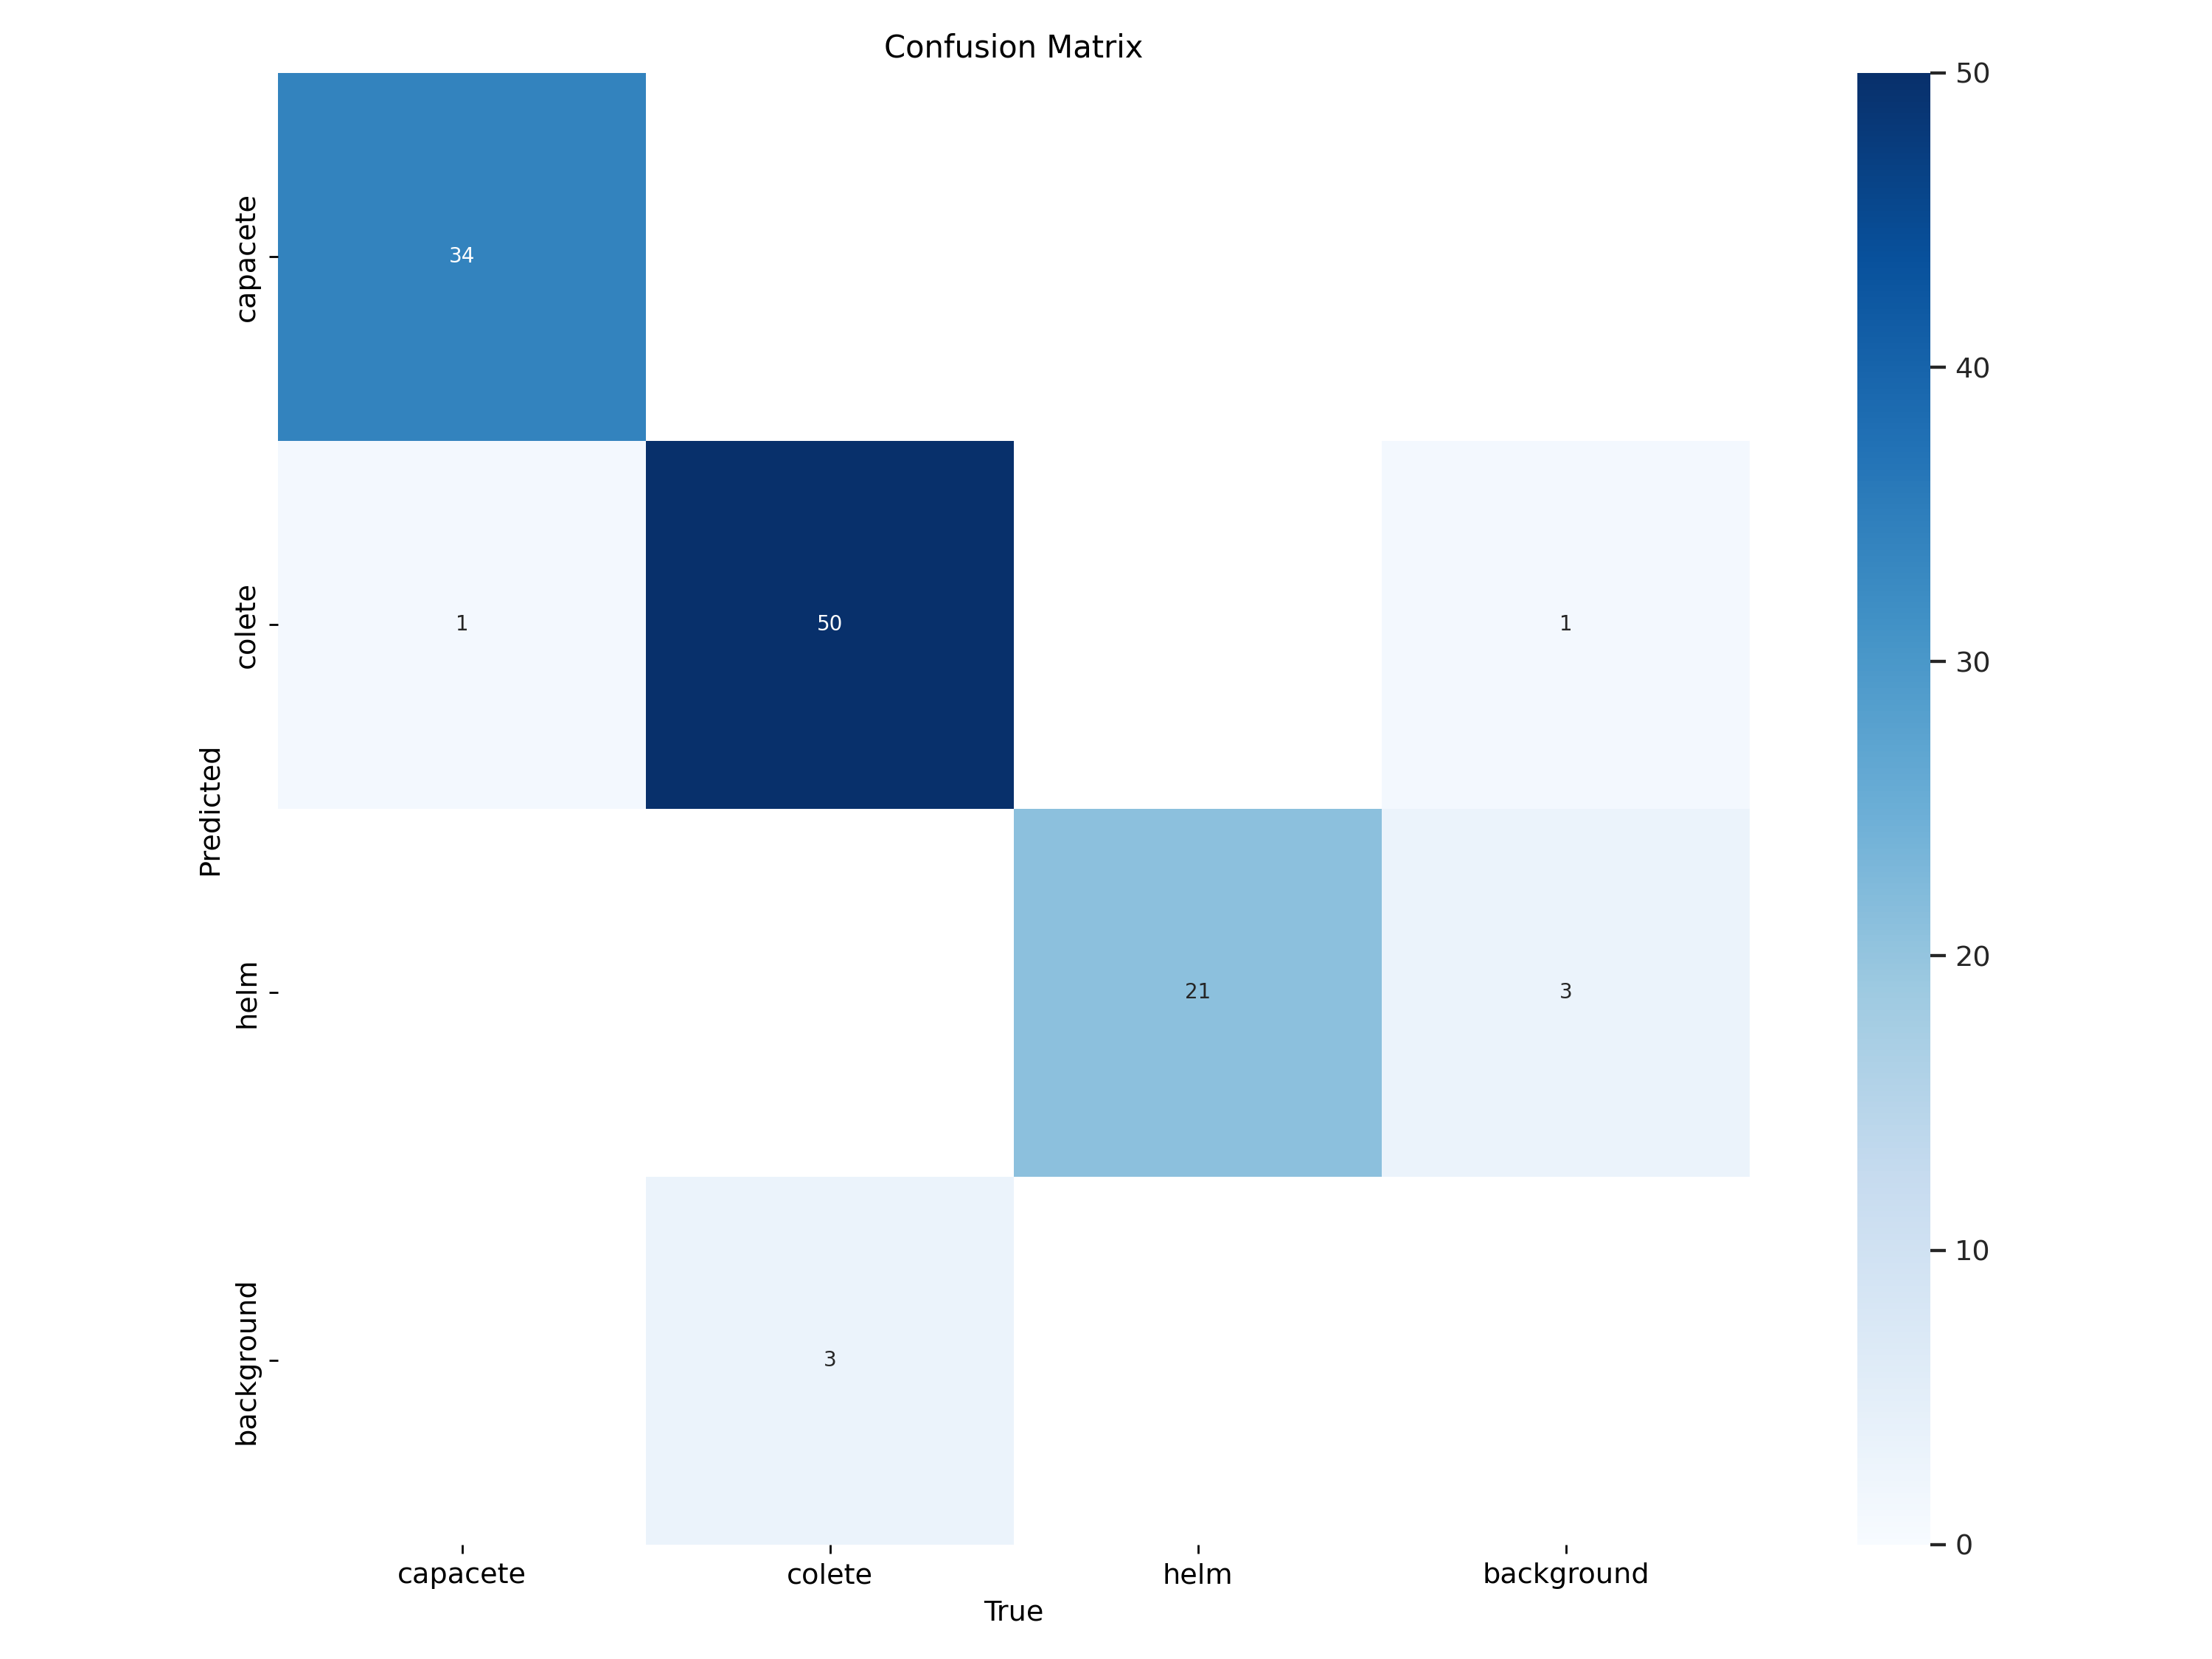 Confusion Matrix
capacete
34
colete
1 50 1
Predicted
helm
21 3
background
3
capacete colete helm background
True
50
40
30
20
10
0